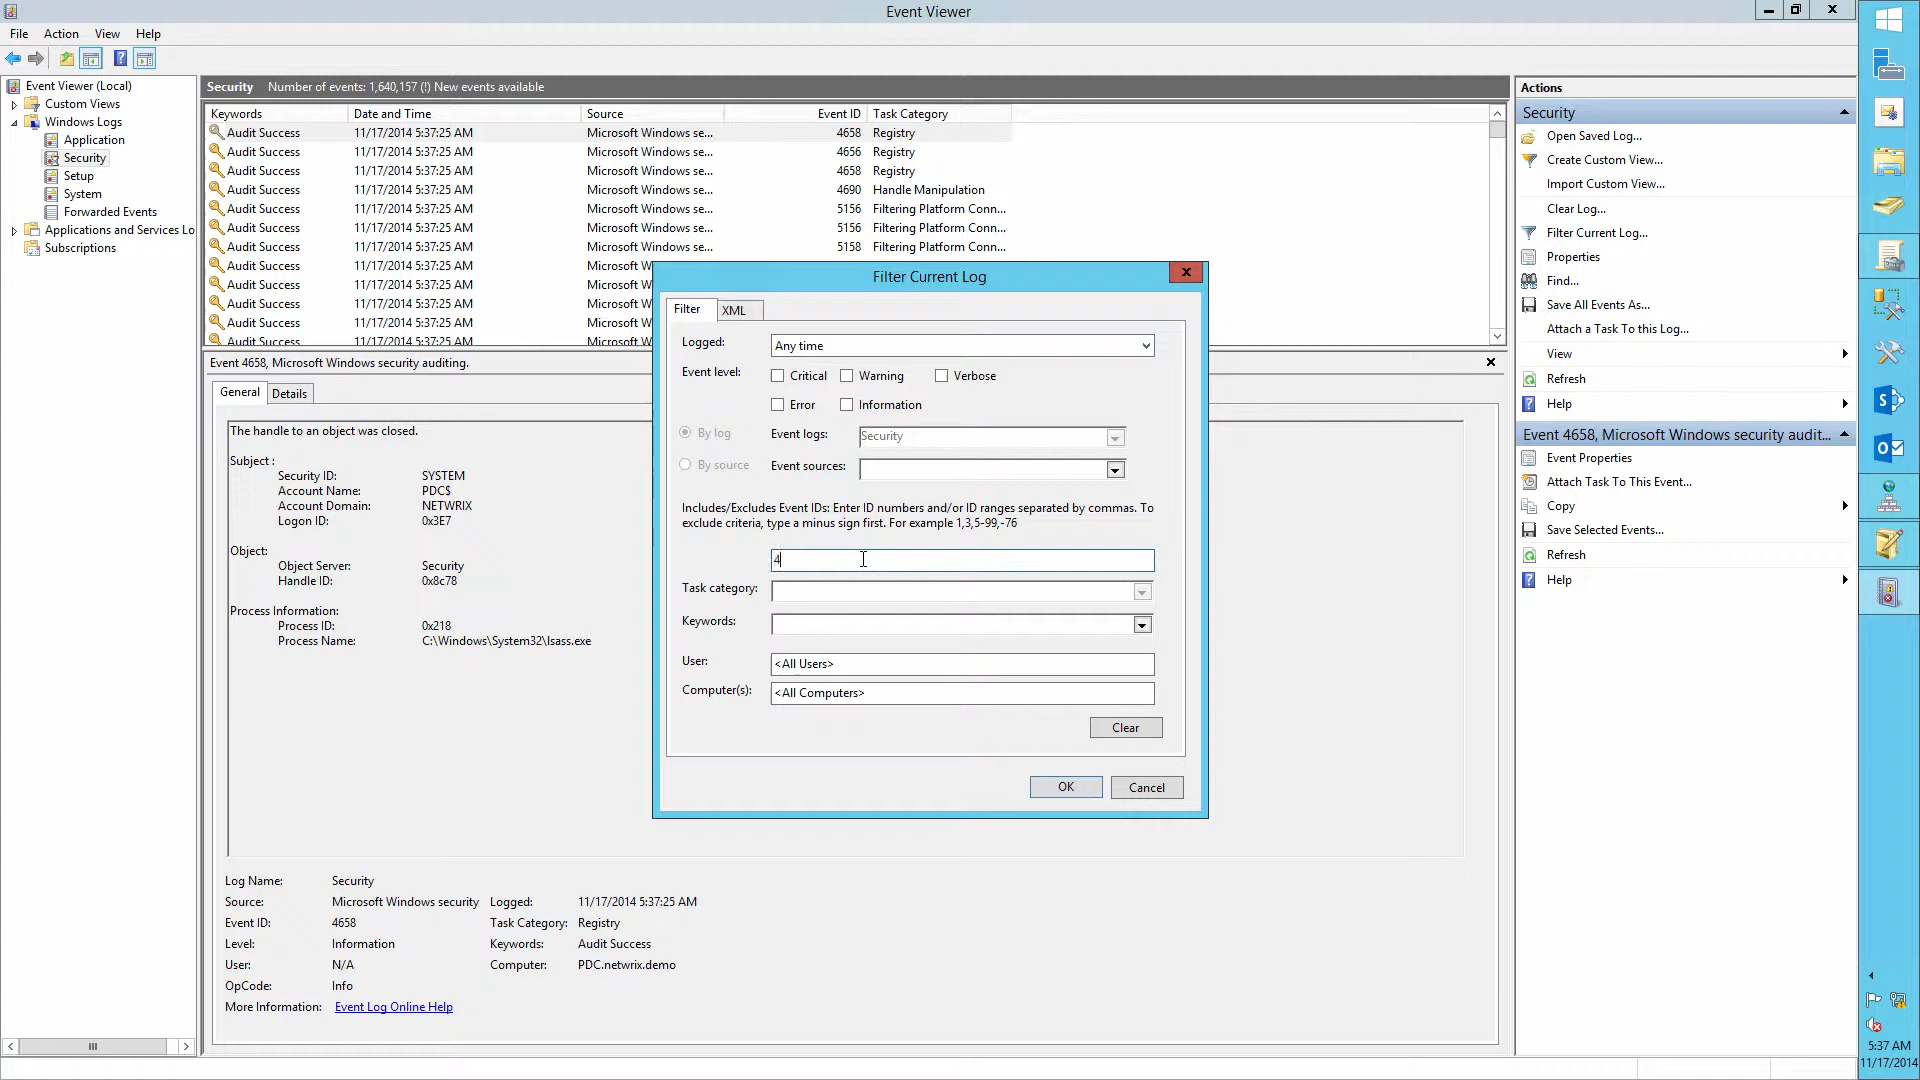 Event Viewer
File Action View Help
Event Viewer (Local)
Custom Views
Windows Logs
Application
Security
Setup
System
Forwarded Events
Applications and Services Lo
Subscriptions
Security Number of events: 1,640,157 (!) New events available
Keywords Date and Time Source Event ID Task Category
Audit Success 11/17/2014 5:37:25 AM Microsoft Windows se... 4658 Registry
Audit Success 11/17/2014 5:37:25 AM Microsoft Windows se... 4656 Registry
Audit Success 11/17/2014 5:37:25 AM Microsoft Windows se... 4658 Registry
Audit Success 11/17/2014 5:37:25 AM Microsoft Windows se... 4690 Handle Manipulation
Audit Success 11/17/2014 5:37:25 AM Microsoft Windows se... 5156 Filtering Platform Conn...
Audit Success 11/17/2014 5:37:25 AM Microsoft Windows se... 5156 Filtering Platform Conn...
Audit Success 11/17/2014 5:37:25 AM Microsoft Windows se... 5158 Filtering Platform Conn...
Audit Success 11/17/2014 5:37:25 AM Microsoft W
Audit Success 11/17/2014 5:37:25 AM Microsoft W
Audit Success 11/17/2014 5:37:25 AM Microsoft W
Audit Success 11/17/2014 5:37:25 AM Microsoft W
Audit Success 11/17/2014 5:37:25 AM Microsoft W
Event 4658, Microsoft Windows security auditing.
General Details
The handle to an object was closed.
Subject :
Security ID: SYSTEM
Account Name: PDC$
Account Domain: NETWRIX
Logon ID: 0x3E7
Object:
Object Server: Security
Handle ID: 0x8c78
Process Information:
Process ID: 0x218
Process Name: C:\Windows\System32\lsass.exe
Log Name: Security
Source: Microsoft Windows security Logged: 11/17/2014 5:37:25 AM
Event ID: 4658 Task Category: Registry
Level: Information Keywords: Audit Success
User: N/A Computer: PDC.netwrix.demo
OpCode: Info
More Information: Event Log Online Help
Filter Current Log
Filter XML
Logged: Any time
Event level: Critical Warning Verbose
Error Information
By log Event logs: Security
By source Event sources:
Includes/Excludes Event IDs: Enter ID numbers and/or ID ranges separated by commas. To
exclude criteria, type a minus sign first. For example 1,3,5-99,-76
4
Task category:
Keywords:
User: <All Users>
Computer(s): <All Computers>
Clear
OK Cancel
Actions
Security
Open Saved Log...
Create Custom View...
Import Custom View...
Clear Log...
Filter Current Log...
Properties
Find...
Save All Events As...
Attach a Task To this Log...
View
Refresh
Help
Event 4658, Microsoft Windows security audit...
Event Properties
Attach Task To This Event...
Copy
Save Selected Events...
Refresh
Help
5:37 AM
11/17/2014